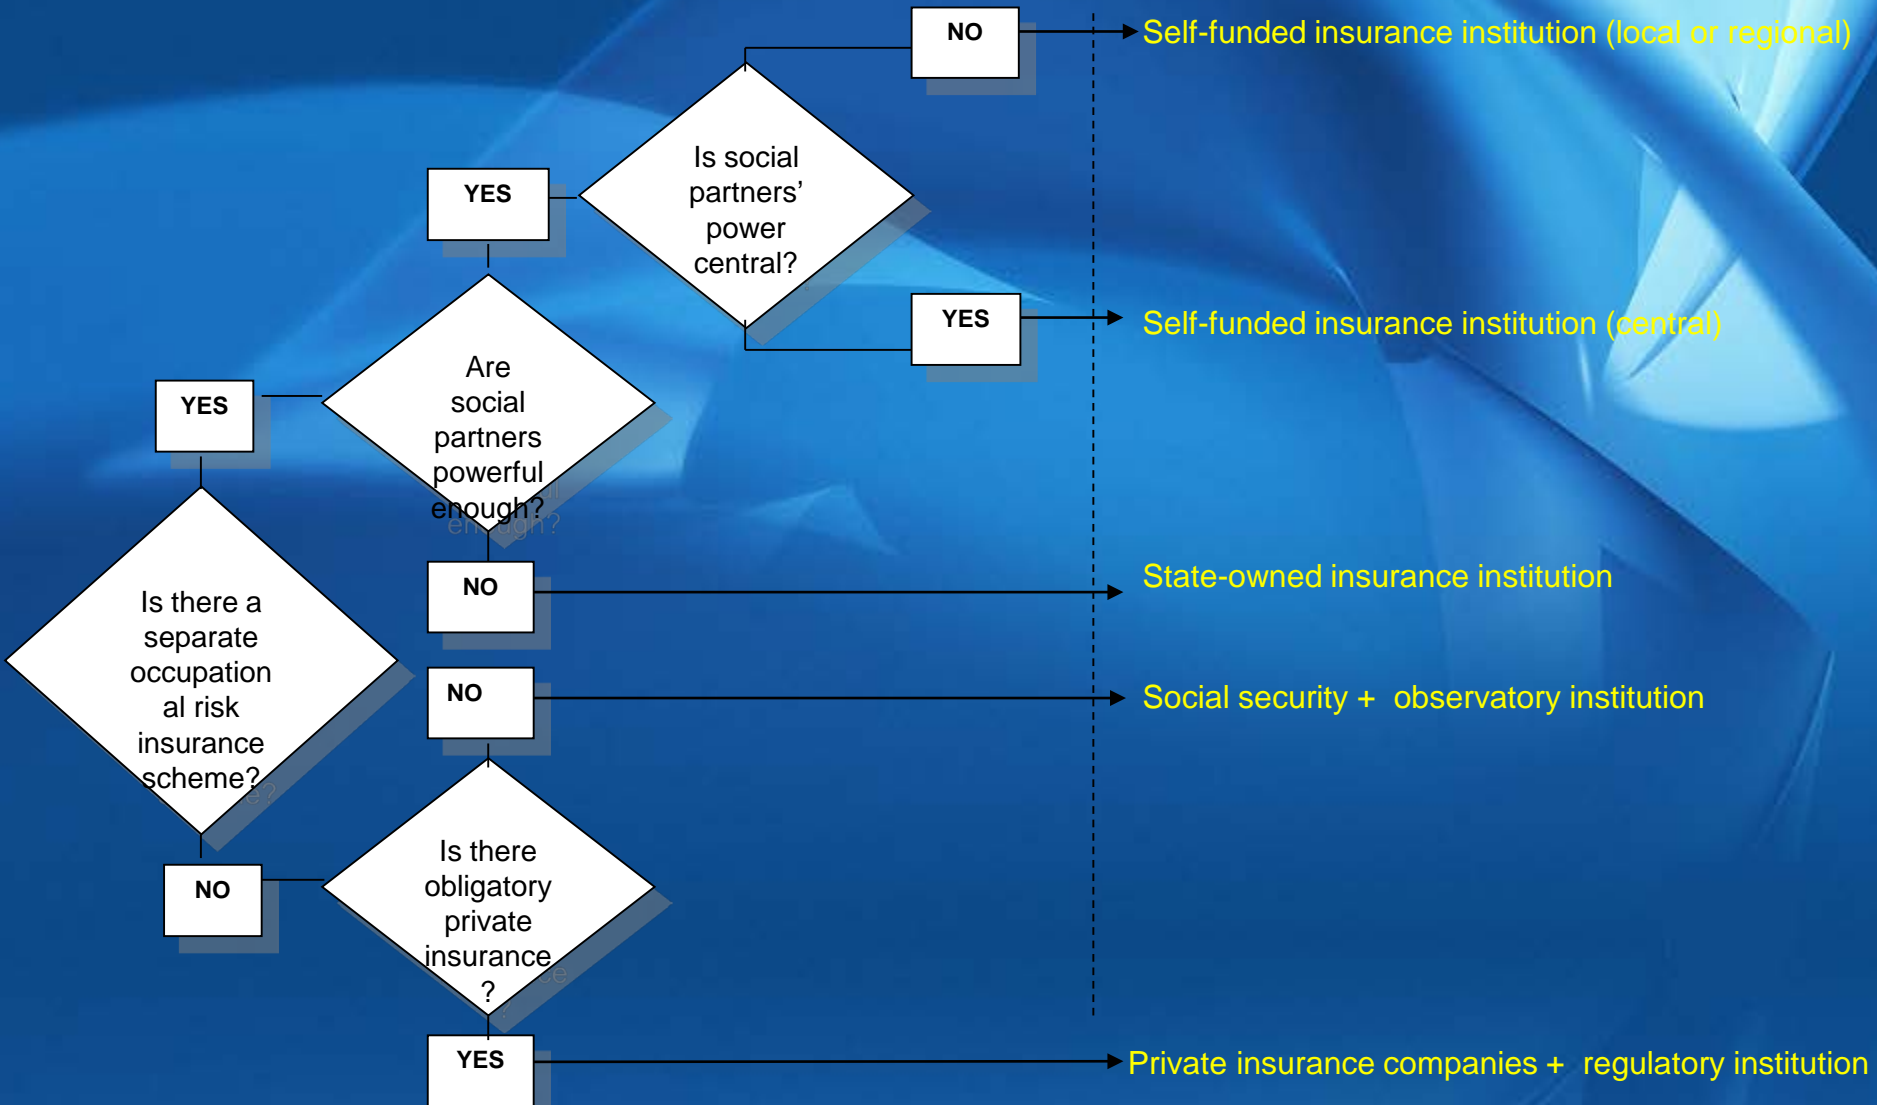 NO
Self-funded insurance institution (local or regional)
Is social
partners’
power
central?
YES
YES
Self-funded insurance institution (central)
Are
social
partners
powerful
enough?
YES
NO
State-owned insurance institution
Is there a
separate
occupation
al risk
insurance
scheme?
NO
Social security + observatory institution
Is there
obligatory
private
insurance
?
NO
YES
Private insurance companies + regulatory institution